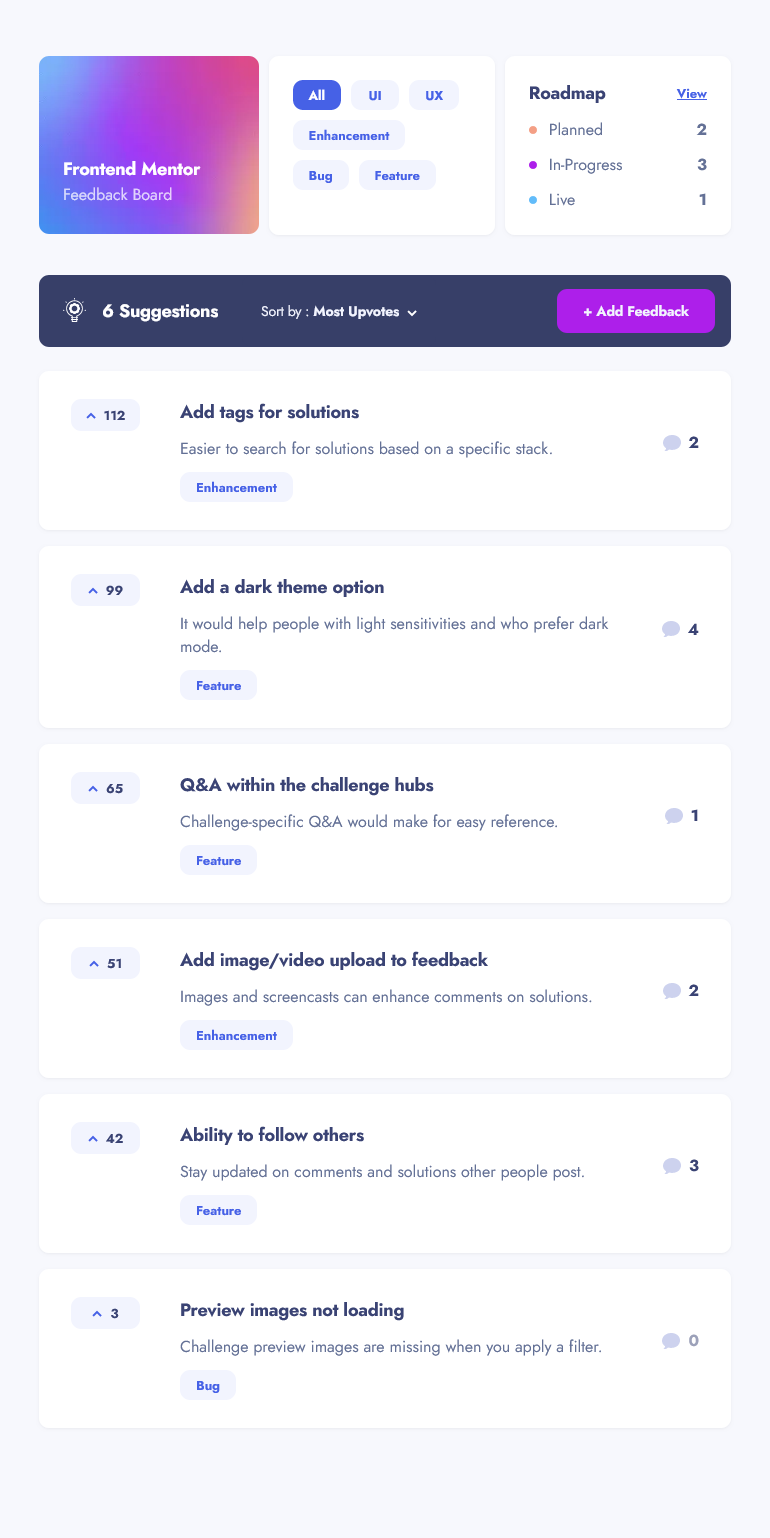 Frontend Mentor
Feedback Board
All UI UX
Enhancement
Bug Feature
Roadmap View
Planned 2
In-Progress 3
Live 1
6 Suggestions Sort by : Most Upvotes + Add Feedback
112
Add tags for solutions
Easier to search for solutions based on a specific stack.
Enhancement
2
99
Add a dark theme option
It would help people with light sensitivities and who prefer dark
mode.
Feature
4
65
Q&A within the challenge hubs
Challenge-specific Q&A would make for easy reference.
Feature
1
51
Add image/video upload to feedback
Images and screencasts can enhance comments on solutions.
Enhancement
2
42
Ability to follow others
Stay updated on comments and solutions other people post.
Feature
3
3
Preview images not loading
Challenge preview images are missing when you apply a filter.
Bug
0